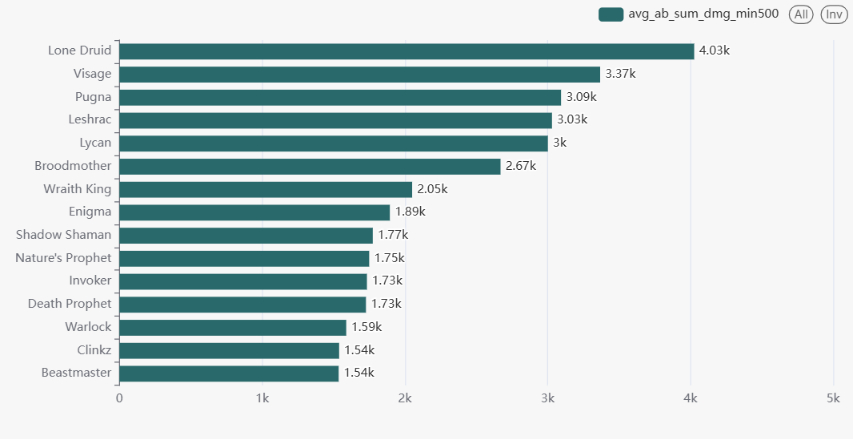 avg_ab_sum_dmg_min500 All Inv
Lone Druid 4.03k
Visage 3.37k
Pugna 3.09k
Leshrac 3.03k
Lycan 3k
Broodmother 2.67k
Wraith King 2.05k
Enigma 1.89k
Shadow Shaman 1.77k
Nature's Prophet 1.75k
Invoker 1.73k
Death Prophet 1.73k
Warlock 1.59k
Clinkz 1.54k
Beastmaster 1.54k
0 1k 2k 3k 4k 5k